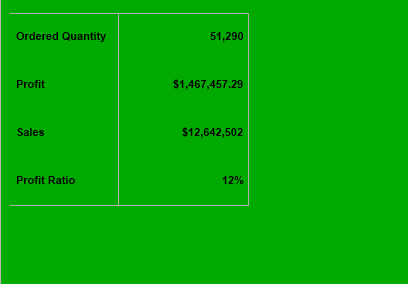 Ordered Quantity 51,290
Profit $1,467,457.29
Sales $12,642,502
Profit Ratio 12%